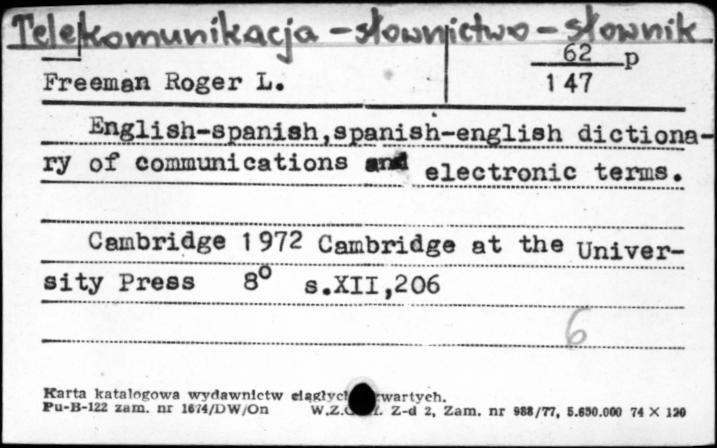 Telekomunikacja - słownictwo - słownik
62 p
Freeman Roger L.
147
English-spanish,spanish-english dictiona-
ry of communications and electronic terms.
Cambridge 1972 Cambridge at the Univer-
sity Press 8° s.XII,206
6
Karta katalogowa wydawnictw
Pu-B-122 zam. nr 1674/DW/On Z-d 2, Zam. nr 988/77, 5.650.000 74 X 120